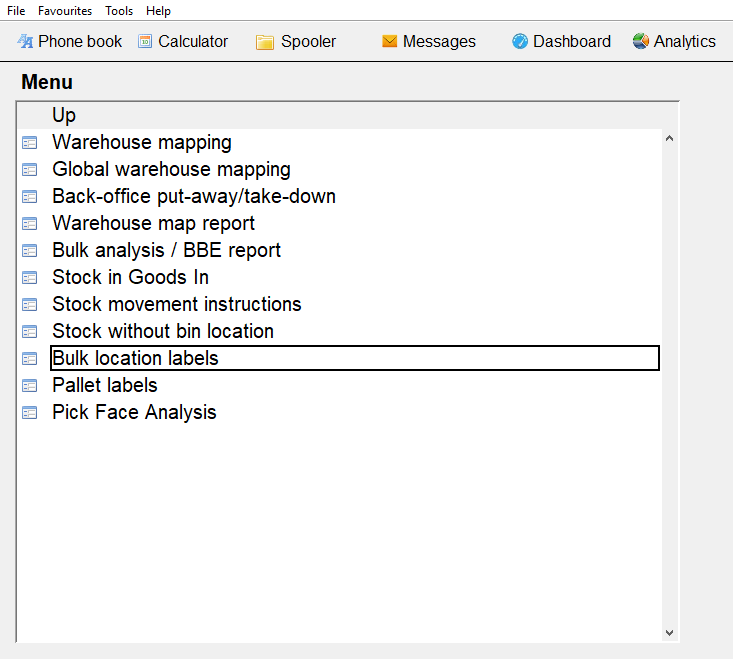 File Favourites Tools Help
Phone book Calculator Spooler Messages Dashboard Analytics
Menu
Up
Warehouse mapping
Global warehouse mapping
Back-office put-away/take-down
Warehouse map report
Bulk analysis / BBE report
Stock in Goods In
Stock movement instructions
Stock without bin location
Bulk location labels
Pallet labels
Pick Face Analysis